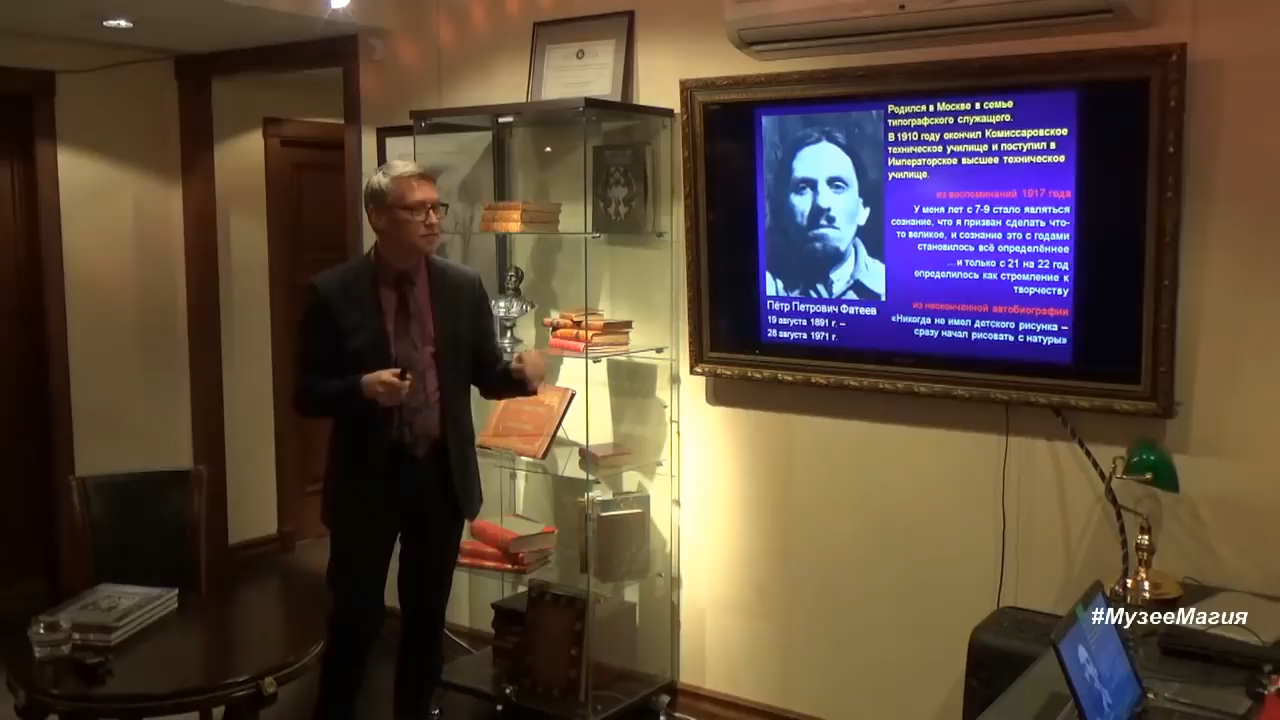 Родился в Москве в семье
типографского служащего.
В 1910 году окончил Комиссаровское
техническое училище и поступил в
Императорское высшее техническое
училище.
из воспоминаний 1917 года
У меня лет с 7-9 стало являться
сознание, что я призван сделать что-
то великое, и сознание это с годами
становилось всё определённее
...и только с 21 на 22 год
определилось как стремление к
творчеству
из неоконченной автобиографии
«Никогда не имел детского рисунка –
сразу начал рисовать с натуры»
Пётр Петрович Фатеев
19 августа 1891 г. –
28 августа 1971 г.
#МузееМагия